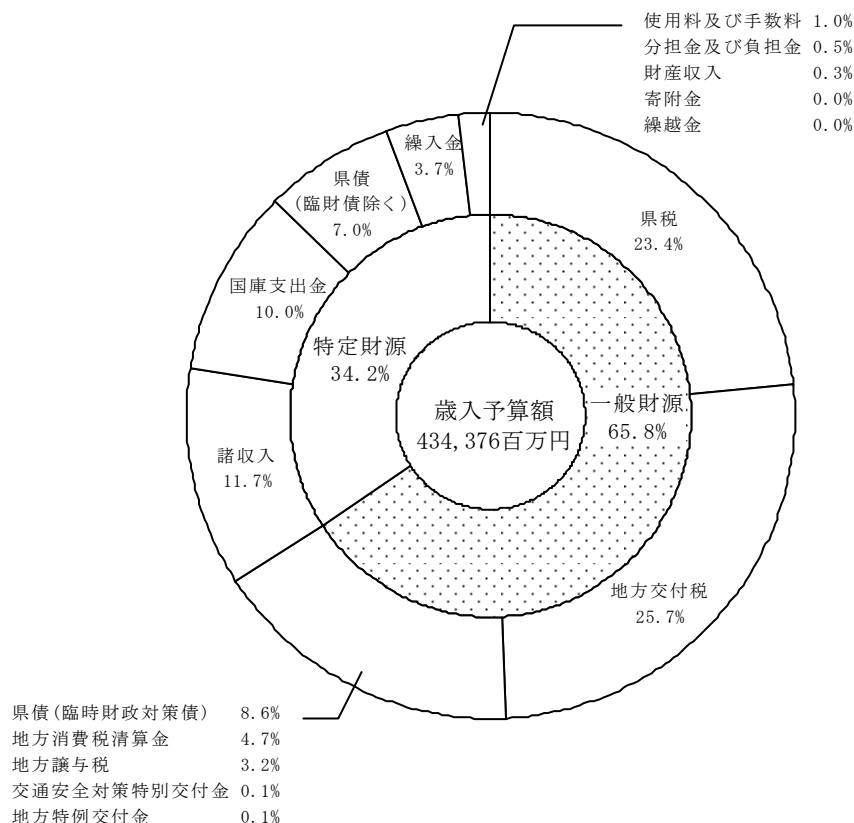 使用料及び手数料 1.0%
分担金及び負担金 0.5%
財産収入 0.3%
寄附金 0.0%
繰越金 0.0%
繰入金
3.7%
県債
(臨財債除く)
7.0%
県税
23.4%
国庫支出金
10.0%
特定財源
34.2%
一般財源
65.8%
歳入予算額
434,376百万円
諸収入
11.7%
地方交付税
25.7%
県債(臨時財政対策債) 8.6%
地方消費税清算金 4.7%
地方譲与税 3.2%
交通安全対策特別交付金 0.1%
地方特例交付金 0.1%